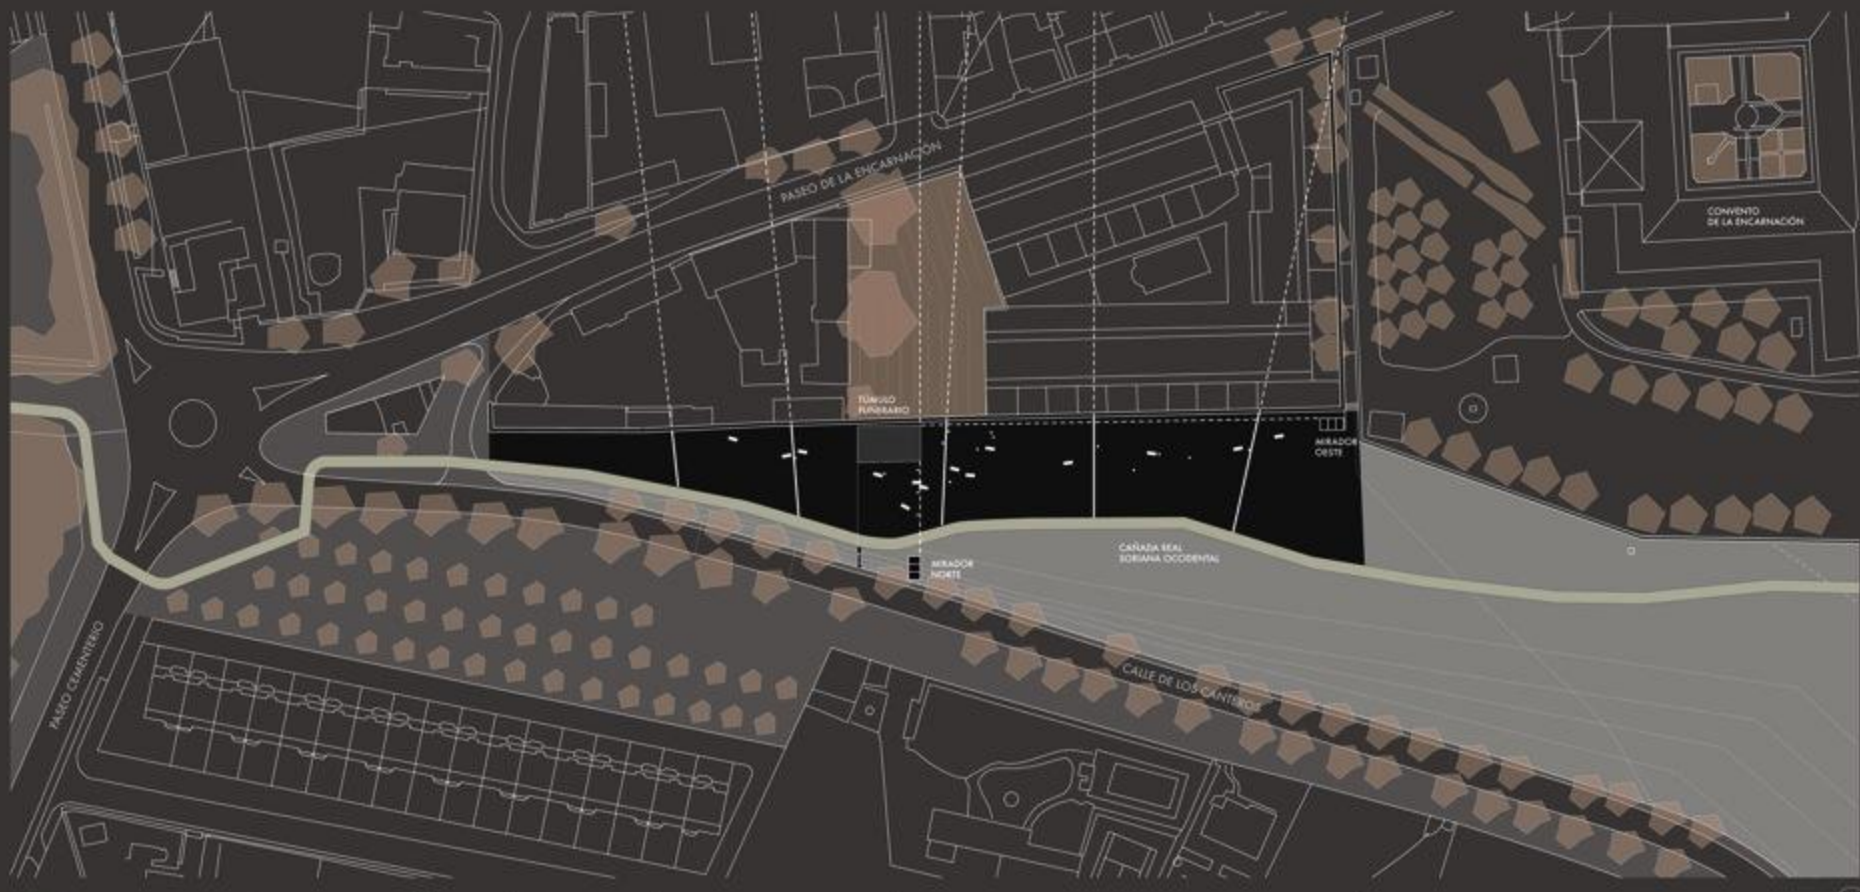 PASEO DE LA ENCARNACIÓN
CONVENTO
DE LA ENCARNACIÓN
TÚMULO
FUNERARIO
MIRADOR
OESTE
CAÑADA REAL
SORIANA OCCIDENTAL
MIRADOR
NORTE
PASEO CEMENTERIO
CALLE DE LOS CANTEROS